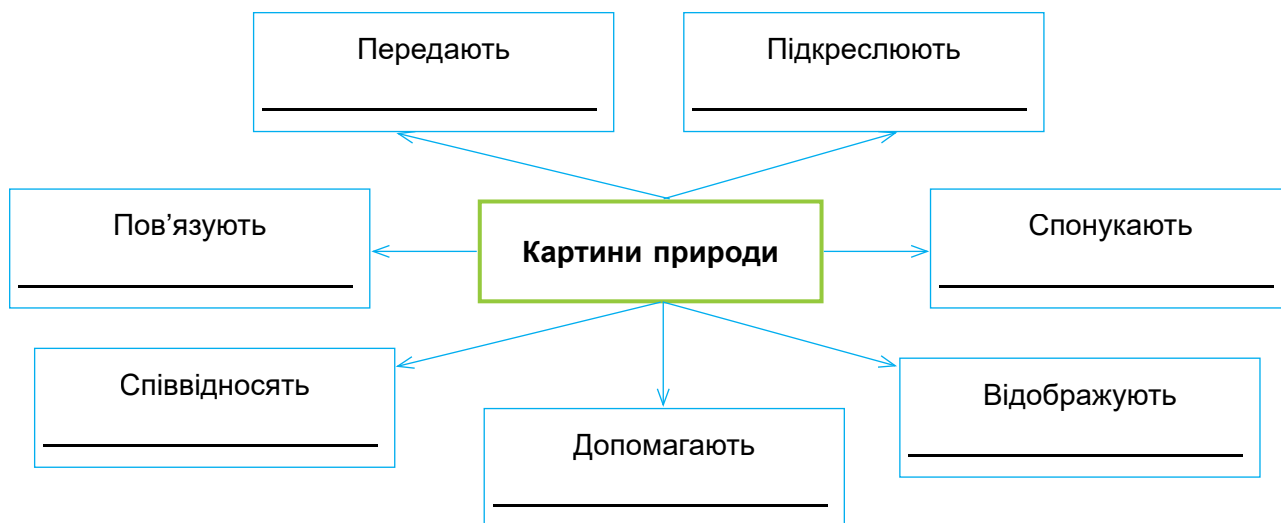 Передають
Підкреслюють
Пов’язують
Картини природи
Спонукають
Співвідносять
Допомагають
Відображують